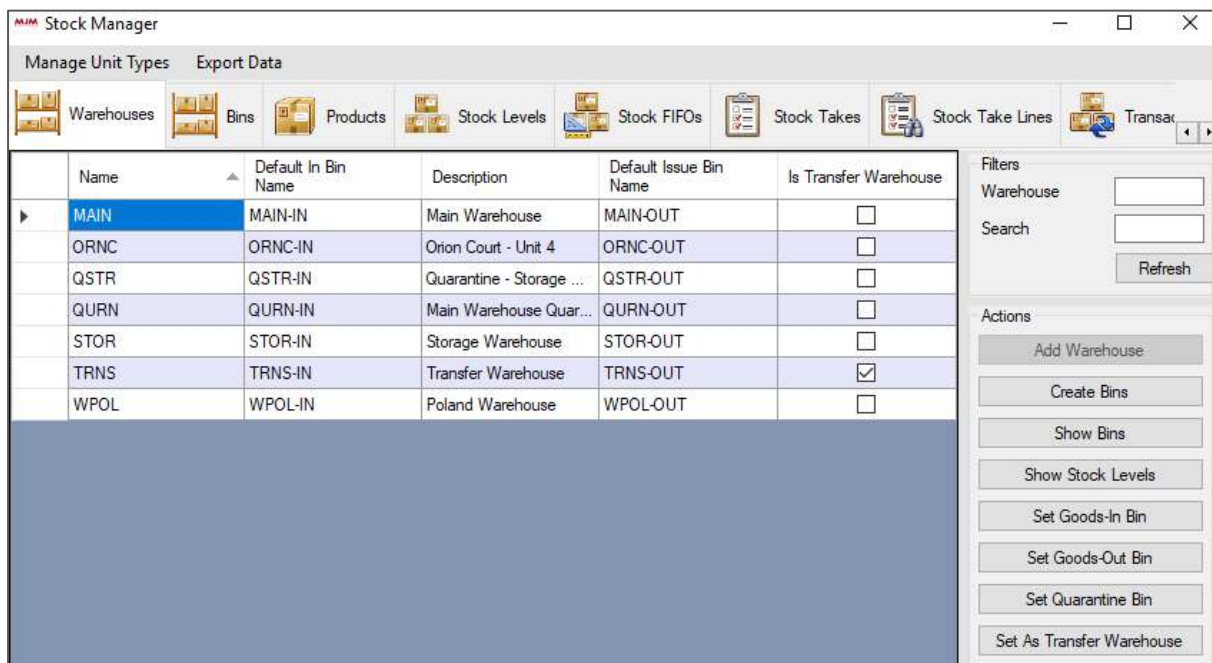 MJM Stock Manager
Manage Unit Types Export Data
Warehouses Bins Products Stock Levels Stock FIFOs Stock Takes Stock Take Lines Transac
Name Default In Bin Name Description Default Issue Bin Name Is Transfer Warehouse
MAIN MAIN-IN Main Warehouse MAIN-OUT
ORNC ORNC-IN Orion Court - Unit 4 ORNC-OUT
QSTR QSTR-IN Quarantine - Storage ... QSTR-OUT
QURN QURN-IN Main Warehouse Quar... QURN-OUT
STOR STOR-IN Storage Warehouse STOR-OUT
TRNS TRNS-IN Transfer Warehouse TRNS-OUT
WPOL WPOL-IN Poland Warehouse WPOL-OUT
Filters
Warehouse
Search
Refresh
Actions
Add Warehouse
Create Bins
Show Bins
Show Stock Levels
Set Goods-In Bin
Set Goods-Out Bin
Set Quarantine Bin
Set As Transfer Warehouse